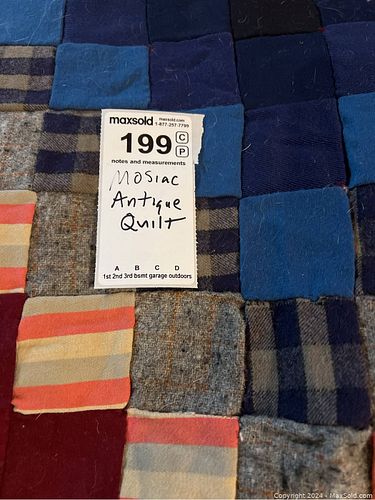 maxsold maxsold.com
1-877-257-7799
199 C
P
notes and measurements
Mosiac
Antique
Quilt
A B C D
1st 2nd 3rd bsmt garage outdoors
Copyright 2024 - MaxSold.com